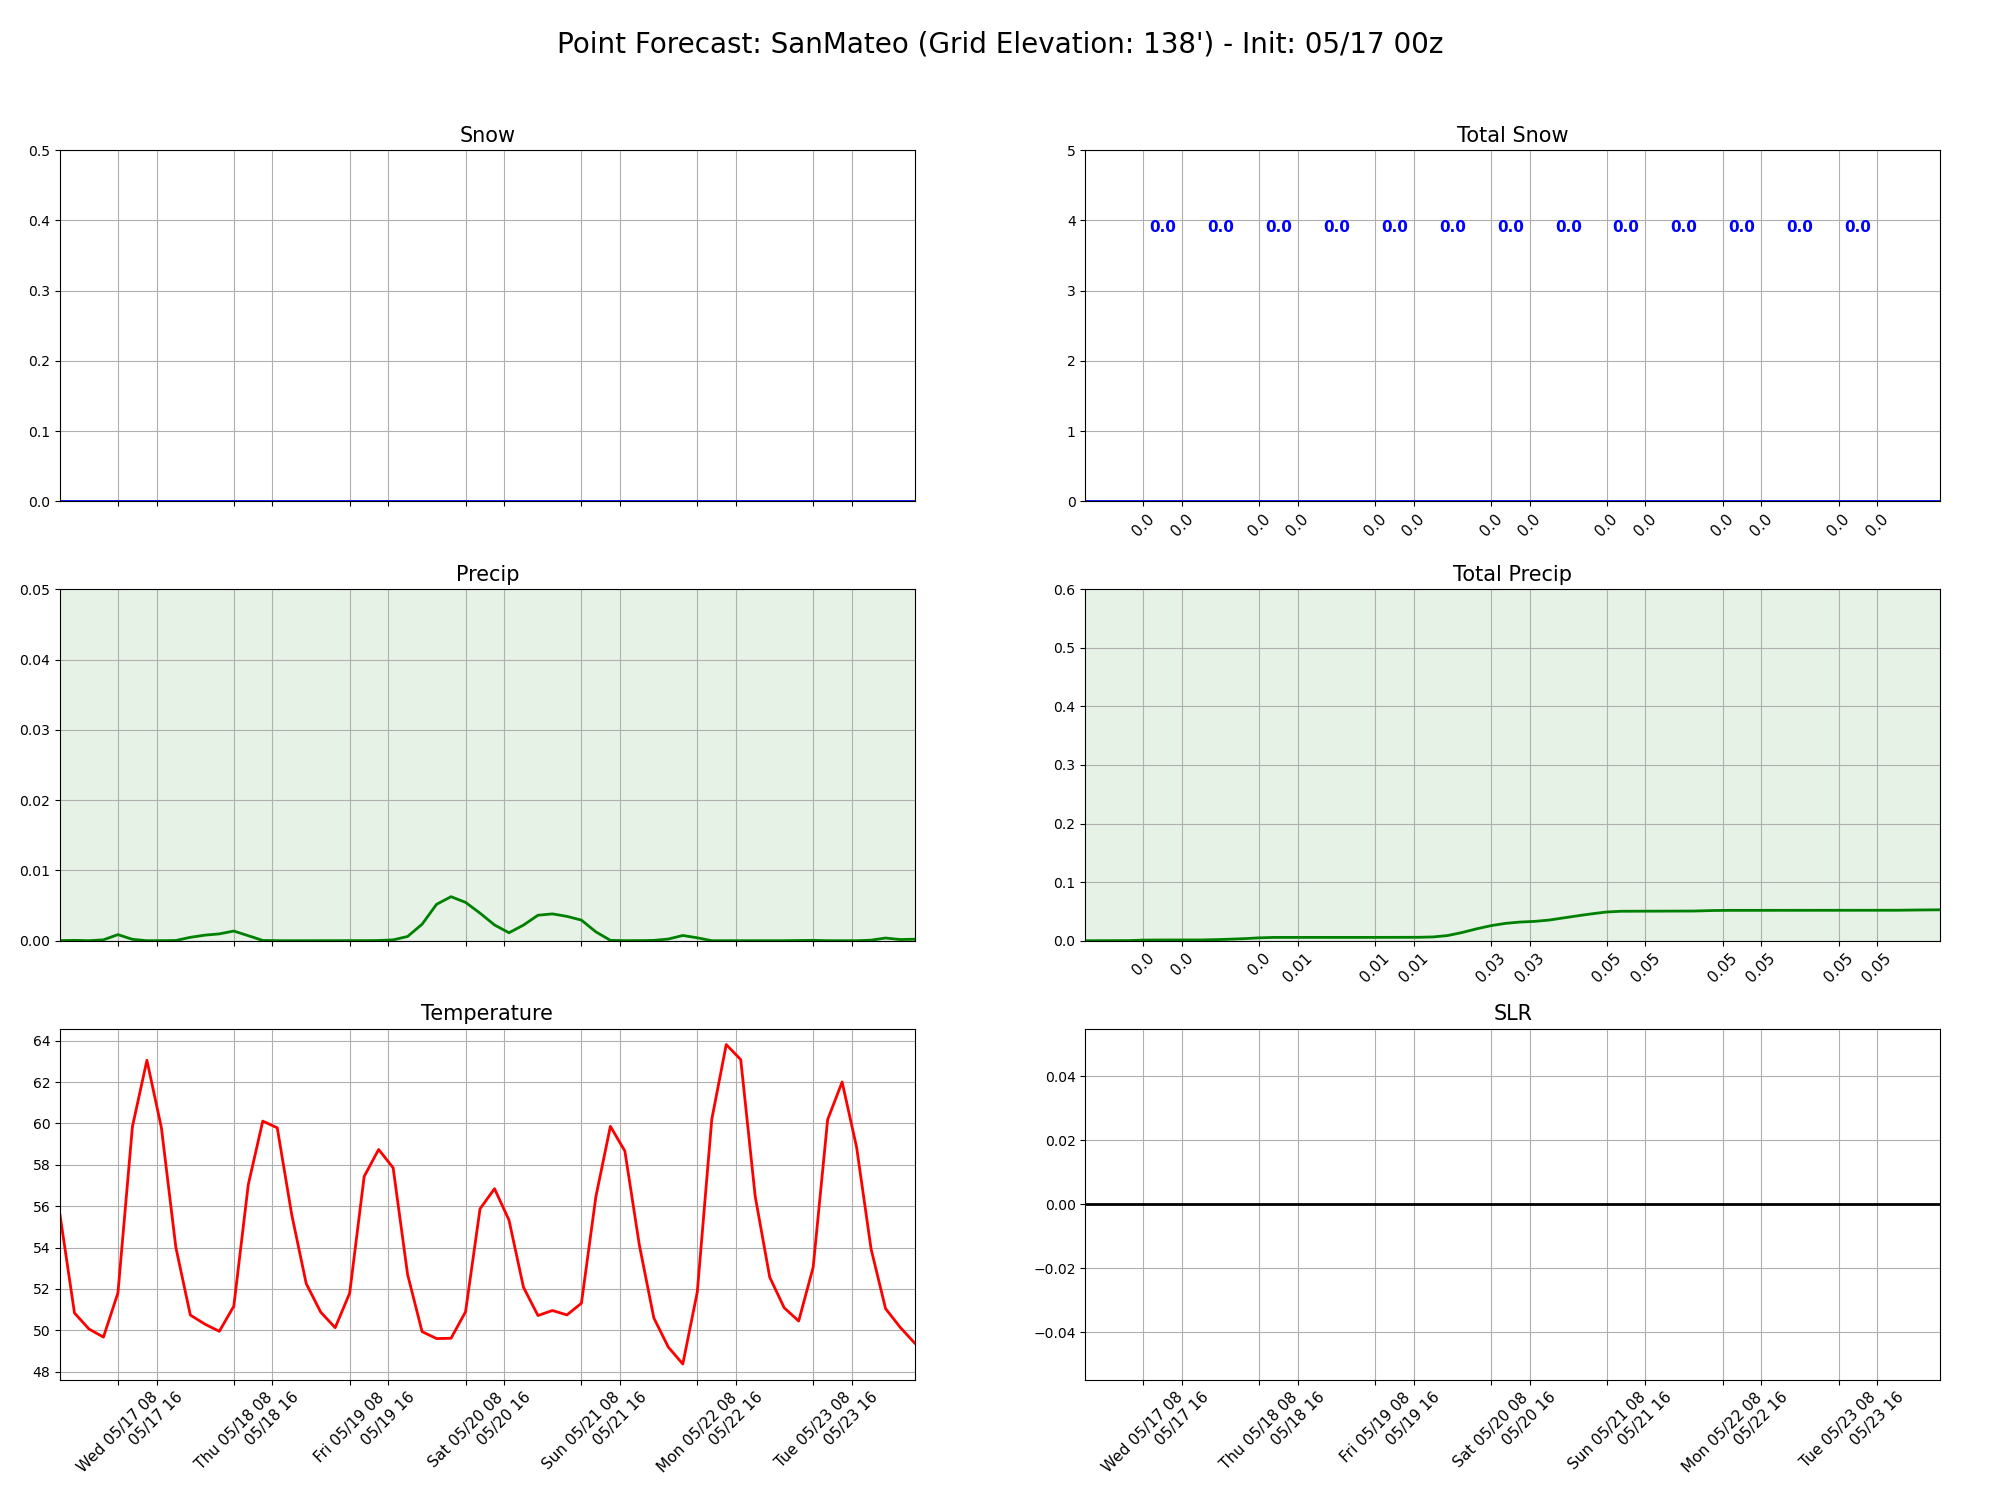 Point Forecast: SanMateo (Grid Elevation: 138') - Init: 05/17 00z
Snow
0.5
0.4
0.3
0.2
0.1
0.0
Total Snow
5
4
3
2
1
0
0.0 0.0 0.0 0.0 0.0 0.0 0.0 0.0 0.0 0.0 0.0 0.0 0.0
0.0 0.0 0.0 0.0 0.0 0.0 0.0 0.0 0.0 0.0 0.0 0.0 0.0 0.0
Precip
0.05
0.04
0.03
0.02
0.01
0.00
Total Precip
0.6
0.5
0.4
0.3
0.2
0.1
0.0
0.0 0.0 0.0 0.01 0.01 0.01 0.03 0.03 0.05 0.05 0.05 0.05 0.05 0.05
Temperature
64
62
60
58
56
54
52
50
48
Wed 05/17 08
05/17 16
Thu 05/18 08
05/18 16
Fri 05/19 08
05/19 16
Sat 05/20 08
05/20 16
Sun 05/21 08
05/21 16
Mon 05/22 08
05/22 16
Tue 05/23 08
05/23 16
SLR
0.04
0.02
0.00
−0.02
−0.04
Wed 05/17 08
05/17 16
Thu 05/18 08
05/18 16
Fri 05/19 08
05/19 16
Sat 05/20 08
05/20 16
Sun 05/21 08
05/21 16
Mon 05/22 08
05/22 16
Tue 05/23 08
05/23 16